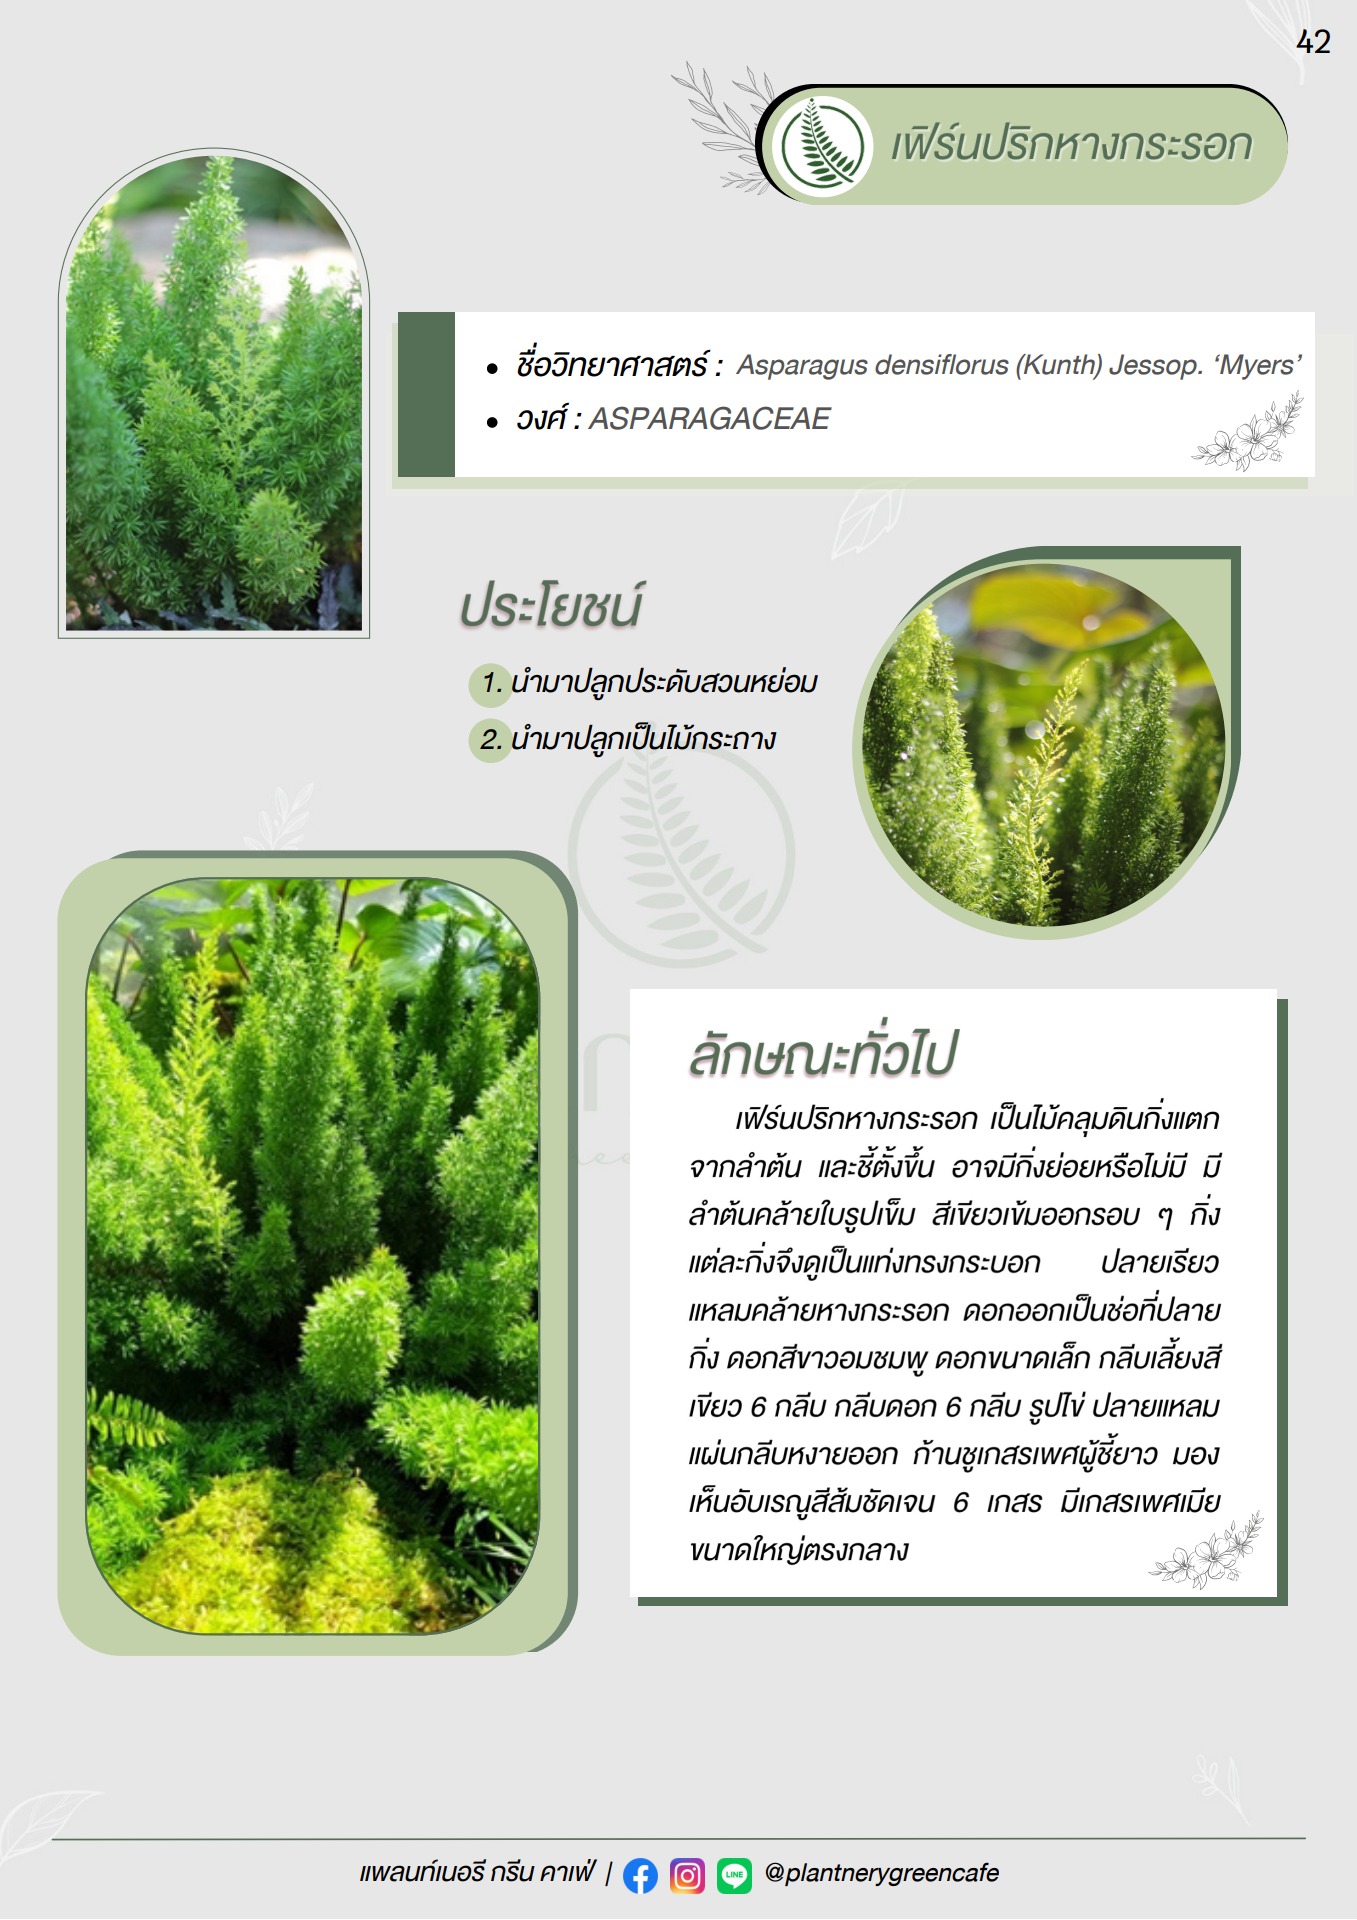 42
เฟิร์นปริกหางกระรอก
• ชื่อวิทยาศาสตร์ : Asparagus densiflorus (Kunth) Jessop. ‘Myers’
• วงศ์ : ASPARAGACEAE
ประโยชน์
1. นำมาปลูกประดับสวนหย่อม
2. นำมาปลูกเป็นไม้กระถาง
ลักษณะทั่วไป
เฟิร์นปริกหางกระรอก เป็นไม้คลุมดินกิ่งแตก
จากลำต้น และชี้ตั้งขึ้น อาจมีกิ่งย่อยหรือไม่มี มี
ลำต้นคล้ายใบรูปเข็ม สีเขียวเข้มออกรอบ ๆ กิ่ง
แต่ละกิ่งจึงดูเป็นแท่งทรงกระบอก ปลายเรียว
แหลมคล้ายหางกระรอก ดอกออกเป็นช่อที่ปลาย
กิ่ง ดอกสีขาวอมชมพู ดอกขนาดเล็ก กลีบเลี้ยงสี
เขียว 6 กลีบ กลีบดอก 6 กลีบ รูปไข่ ปลายแหลม
แผ่นกลีบหงายออก ก้านชูเกสรเพศผู้ชี้ยาว มอง
เห็นอับเรณูสีส้มชัดเจน 6 เกสร มีเกสรเพศเมีย
ขนาดใหญ่ตรงกลาง
แพลนท์เนอรี กรีน คาเฟ่ | LINE @plantnerygreencafe